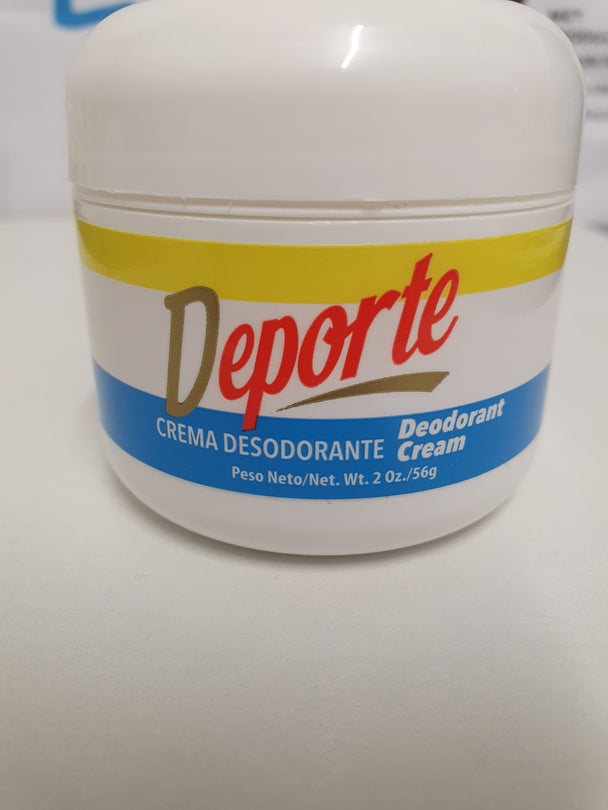 Deporte
CREMA DESODORANTE
Deodorant
Cream
Peso Neto/Net. Wt. 2 Oz./56g